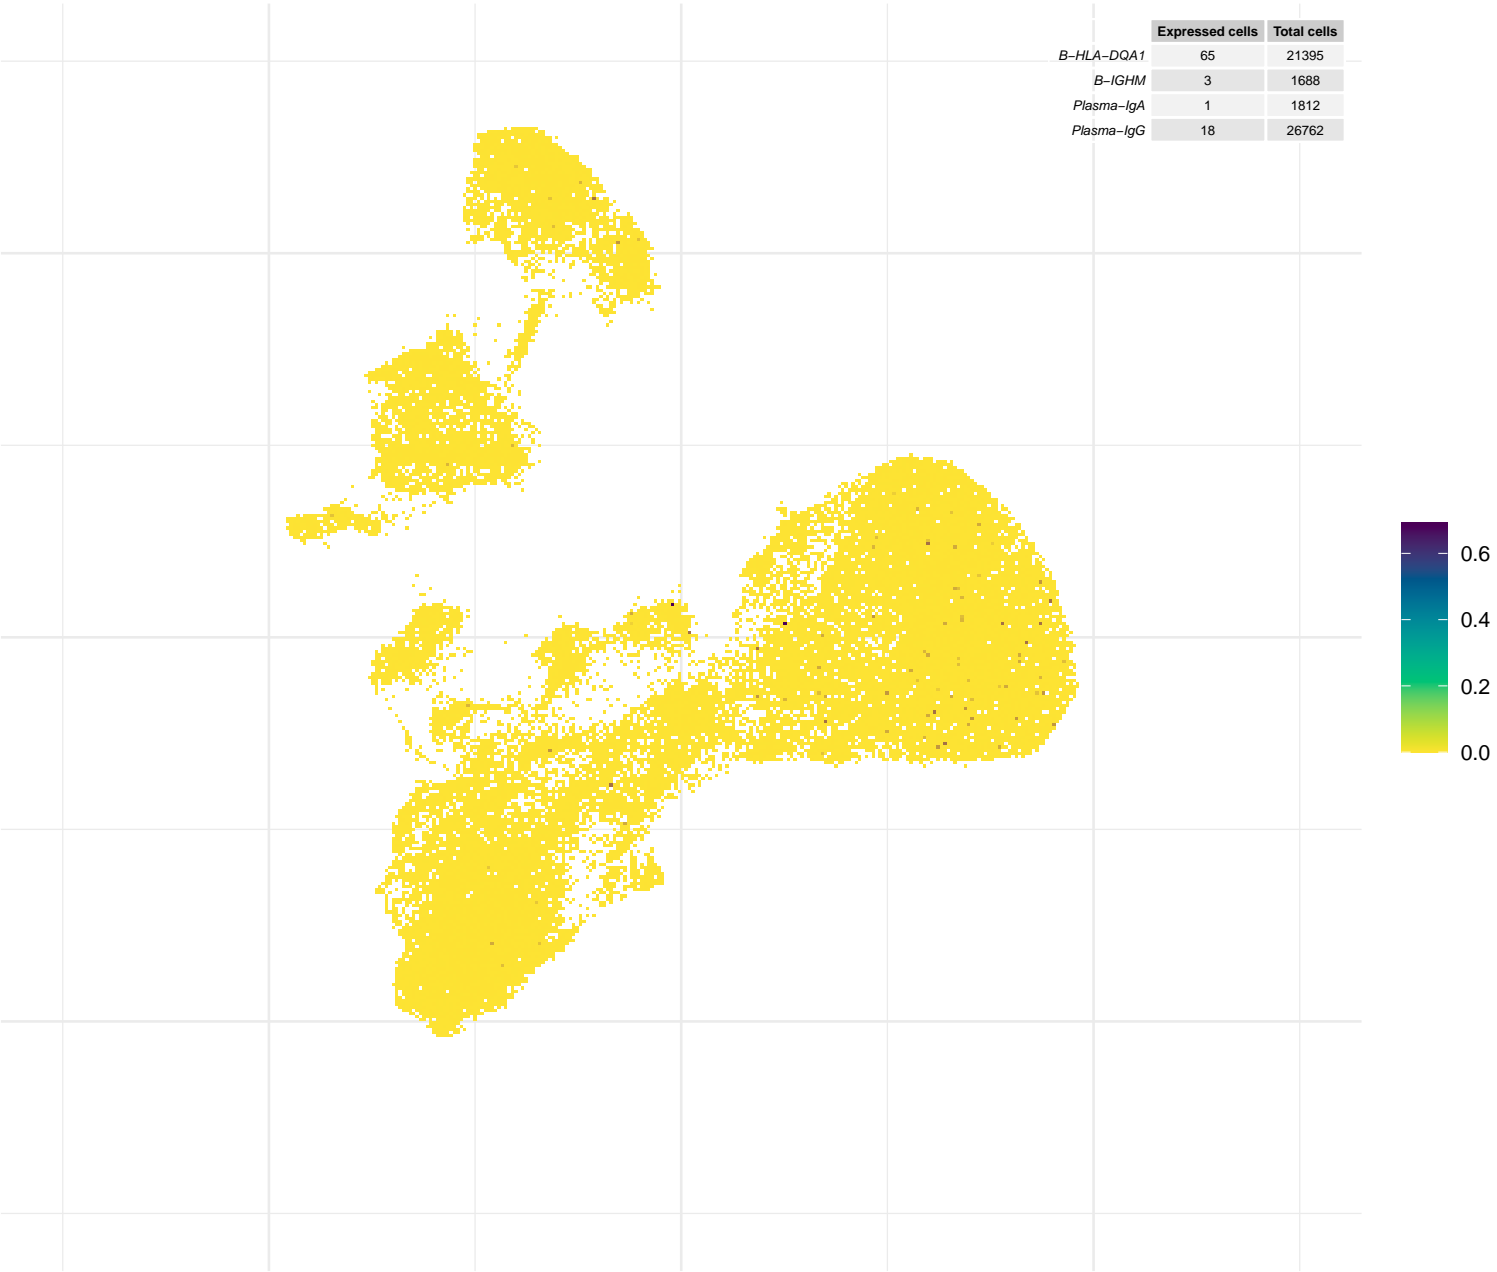 Expressed cells Total cells
B−HLA−DQA1 65 21395
B−IGHM 3 1688
Plasma−IgA 1 1812
Plasma−IgG 18 26762
0.6
0.4
0.2
0.0